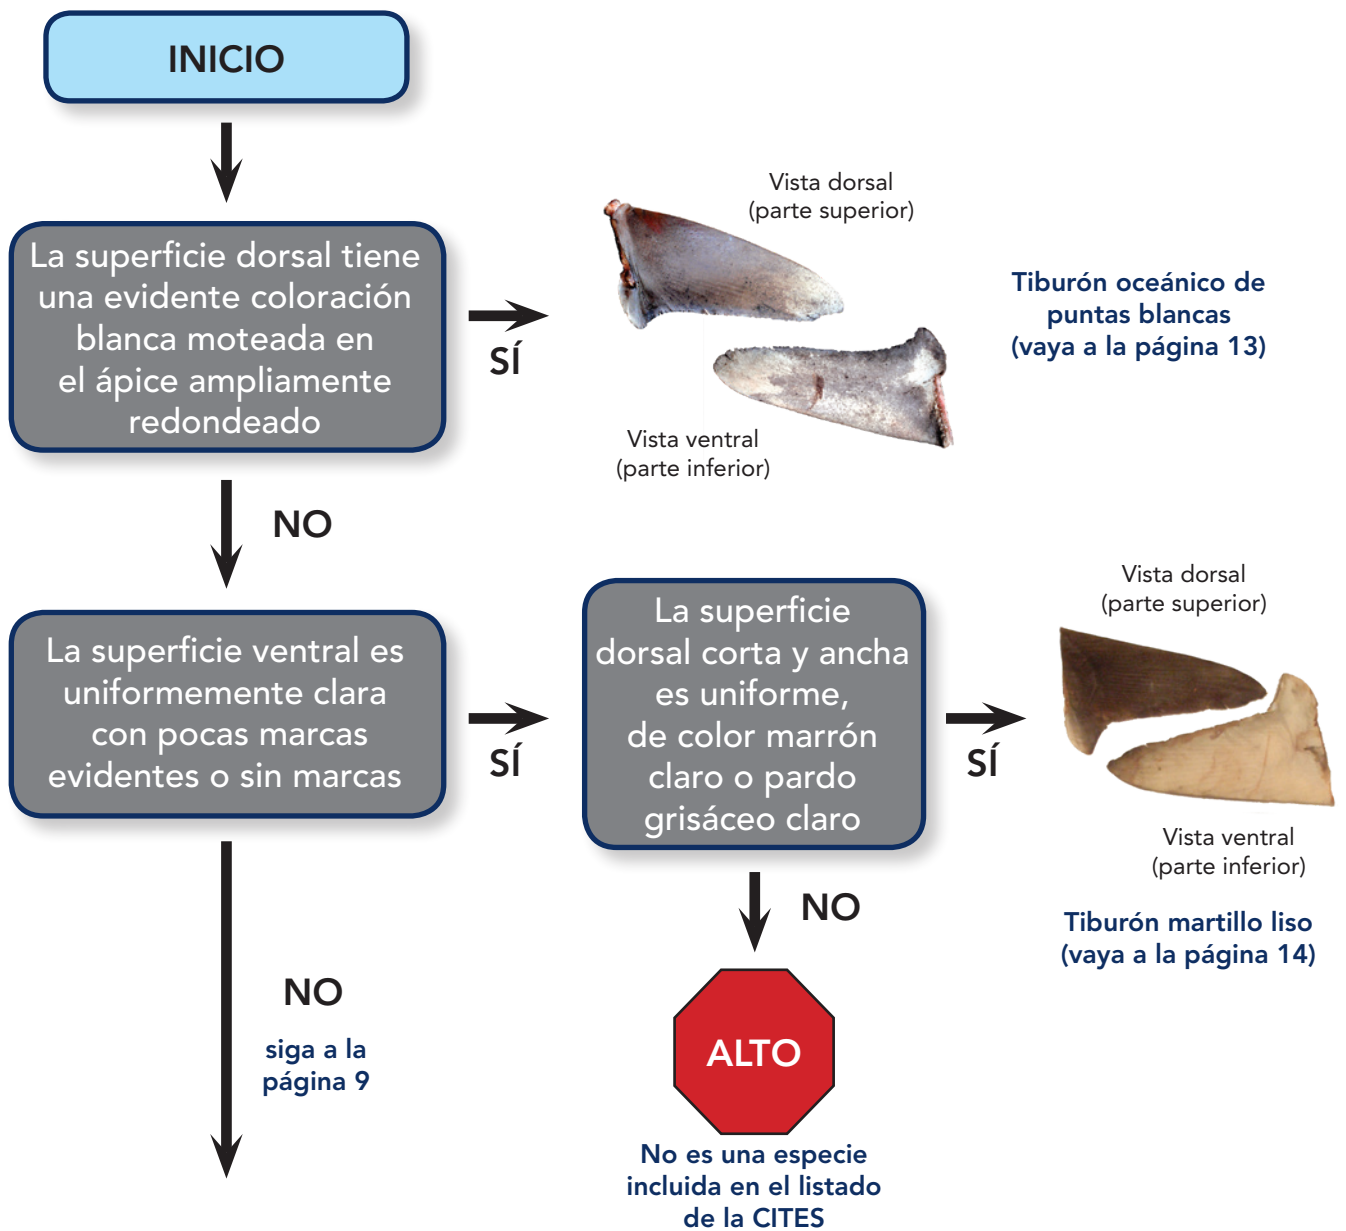 INICIO
La superficie dorsal tiene
una evidente coloración
blanca moteada en
el ápice ampliamente
redondeado
SÍ
Vista dorsal
(parte superior)
Vista ventral
(parte inferior)
Tiburón oceánico de
puntas blancas
(vaya a la página 13)
NO
La superficie ventral es
uniformemente clara
con pocas marcas
evidentes o sin marcas
SÍ
La superficie
dorsal corta y ancha
es uniforme,
de color marrón
claro o pardo
grisáceo claro
SÍ
Vista dorsal
(parte superior)
Vista ventral
(parte inferior)
Tiburón martillo liso
(vaya a la página 14)
NO
ALTO
No es una especie
incluida en el listado
de la CITES
NO
siga a la
página 9